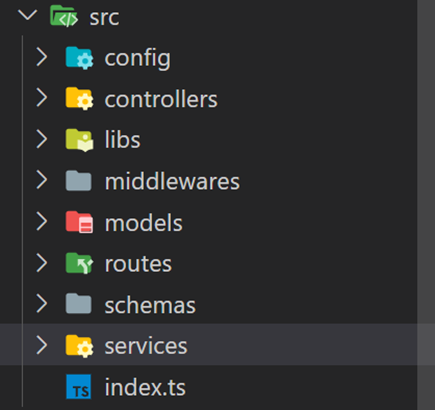 src
config
controllers
libs
middlewares
models
routes
schemas
services
TS index.ts